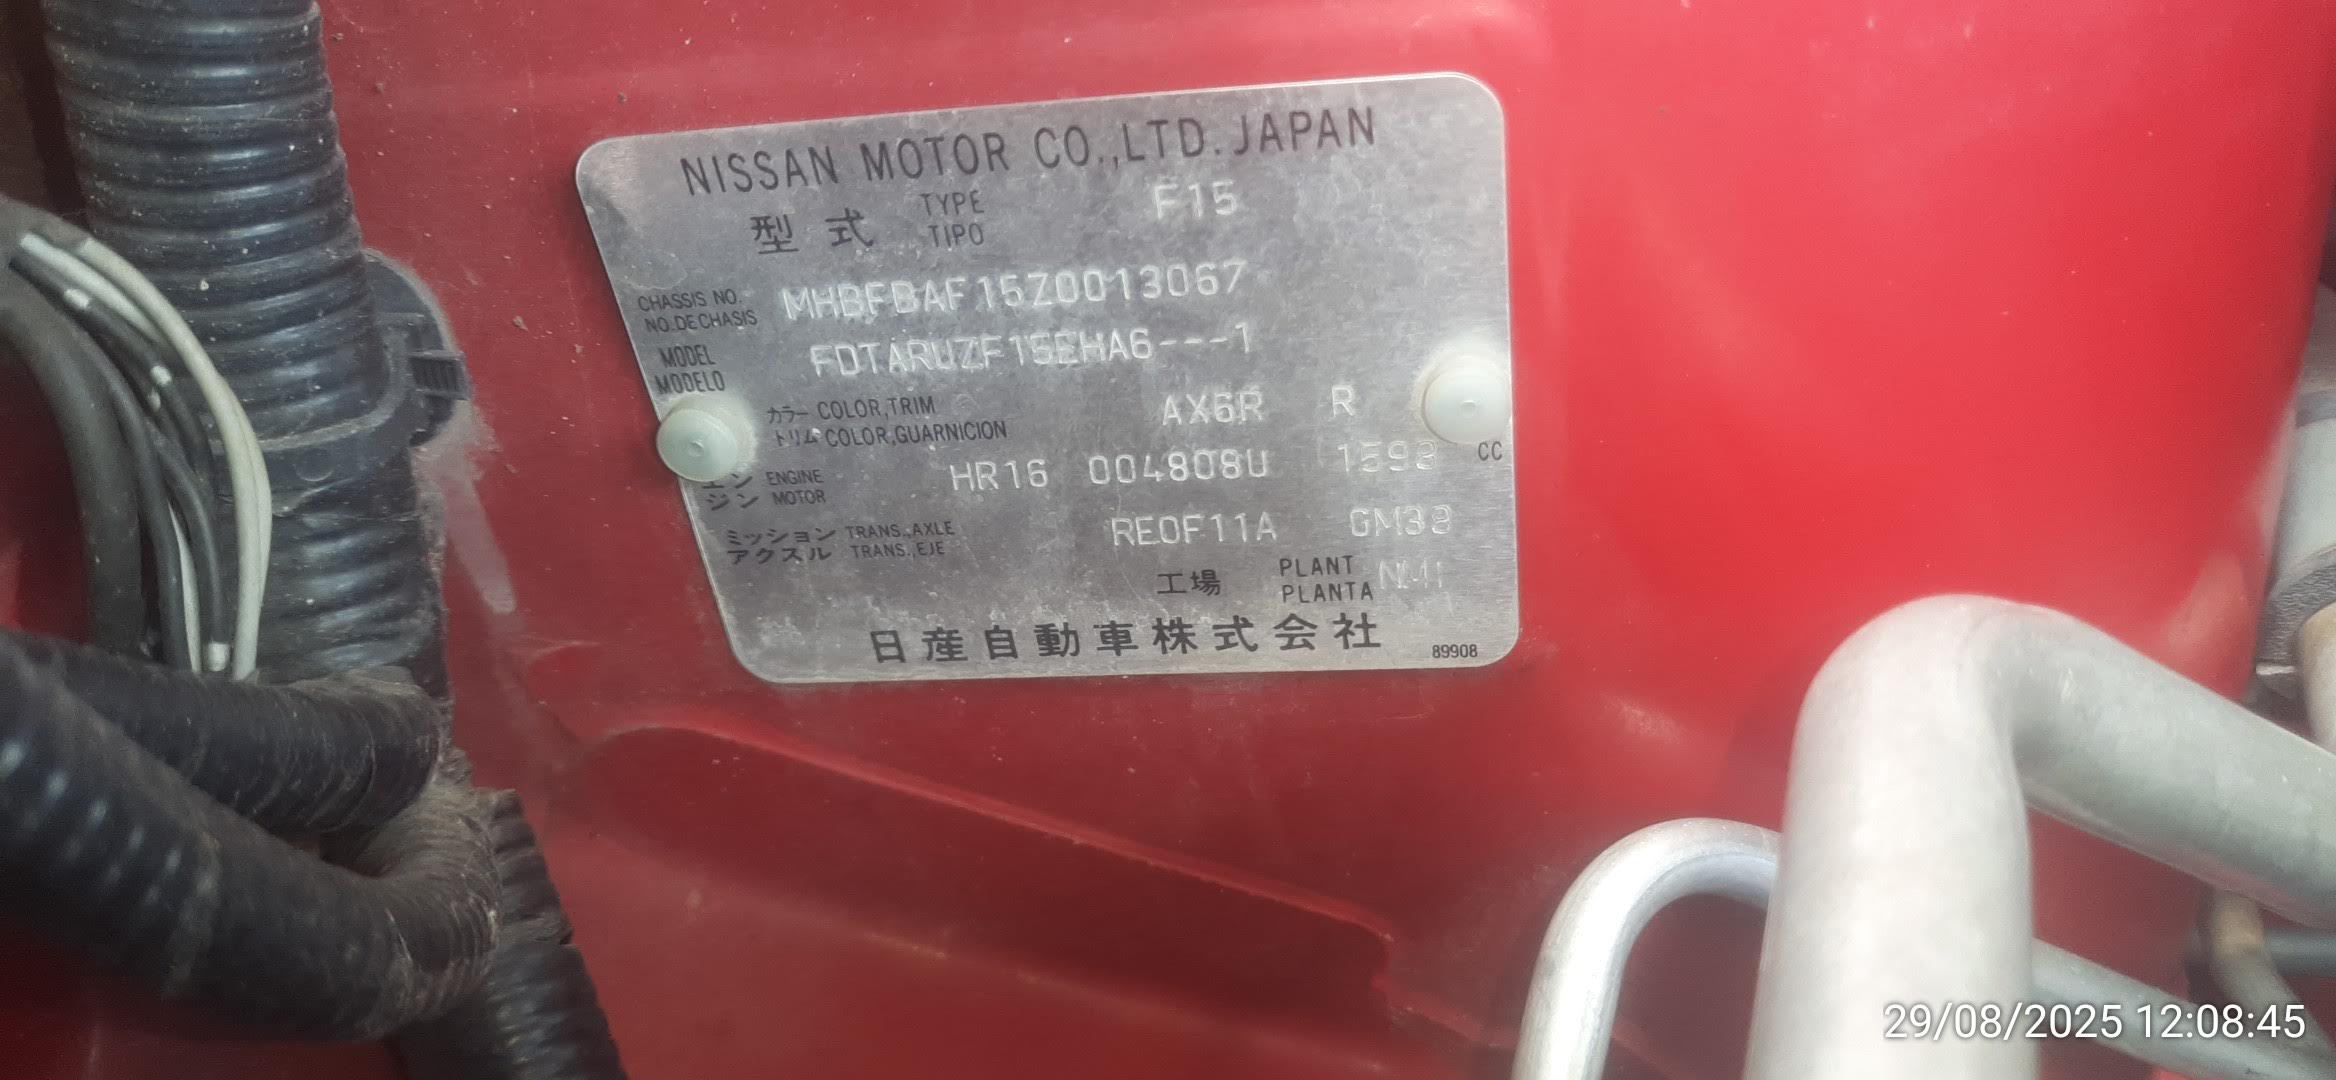 NISSAN MOTOR CO.,LTD. JAPAN
型式 TYPE TIPO F15
CHASSIS NO. NO.DE CHASIS MHBFBAF15Z0013067
MODEL MODELO FDTARUZF15EHA6---1
カラー COLOR,TRIM AX6R R
トリム COLOR,GUARNICION
エンジン ENGINE MOTOR HR16 004808U 1598 CC
ミッション TRANS.,AXLE RE0F11A GM38
アクスル TRANS.,EJE
工場 PLANT PLANTA NMI
日産自動車株式会社 89908
29/08/2025 12:08:45